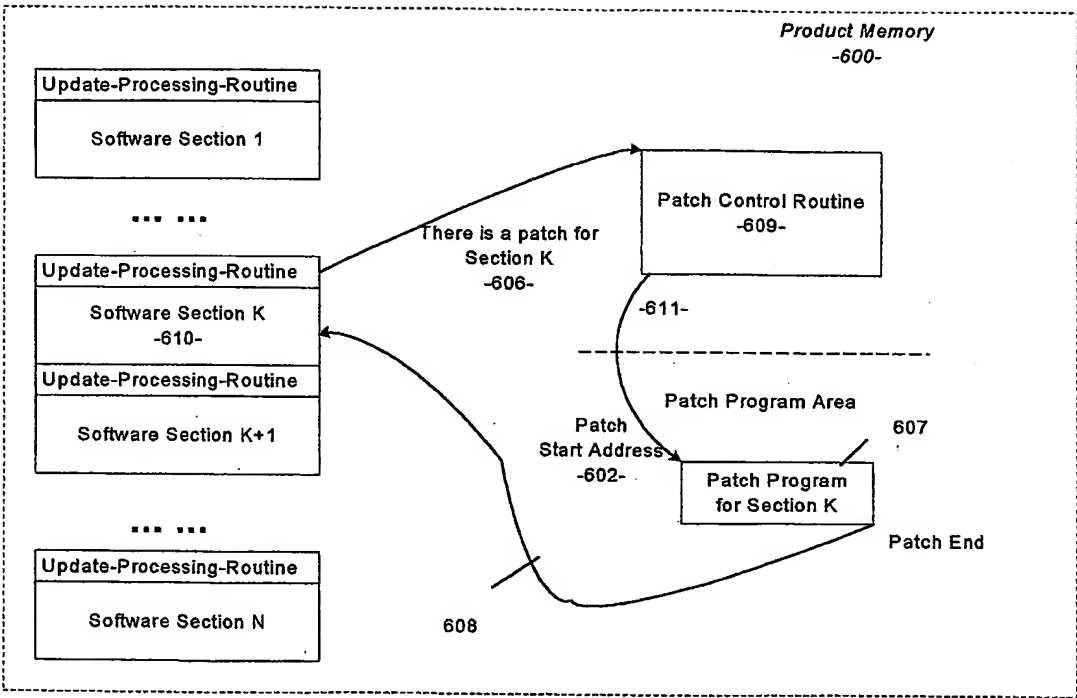 Product Memory
-600-
Update-Processing-Routine
Software Section 1
... ...
Update-Processing-Routine
Software Section K
-610-
Update-Processing-Routine
Software Section K+1
... ...
Update-Processing-Routine
Software Section N
There is a patch for
Section K
-606-
Patch Control Routine
-609-
-611-
Patch Program Area
607
Patch
Start Address
-602-
Patch Program
for Section K
Patch End
608